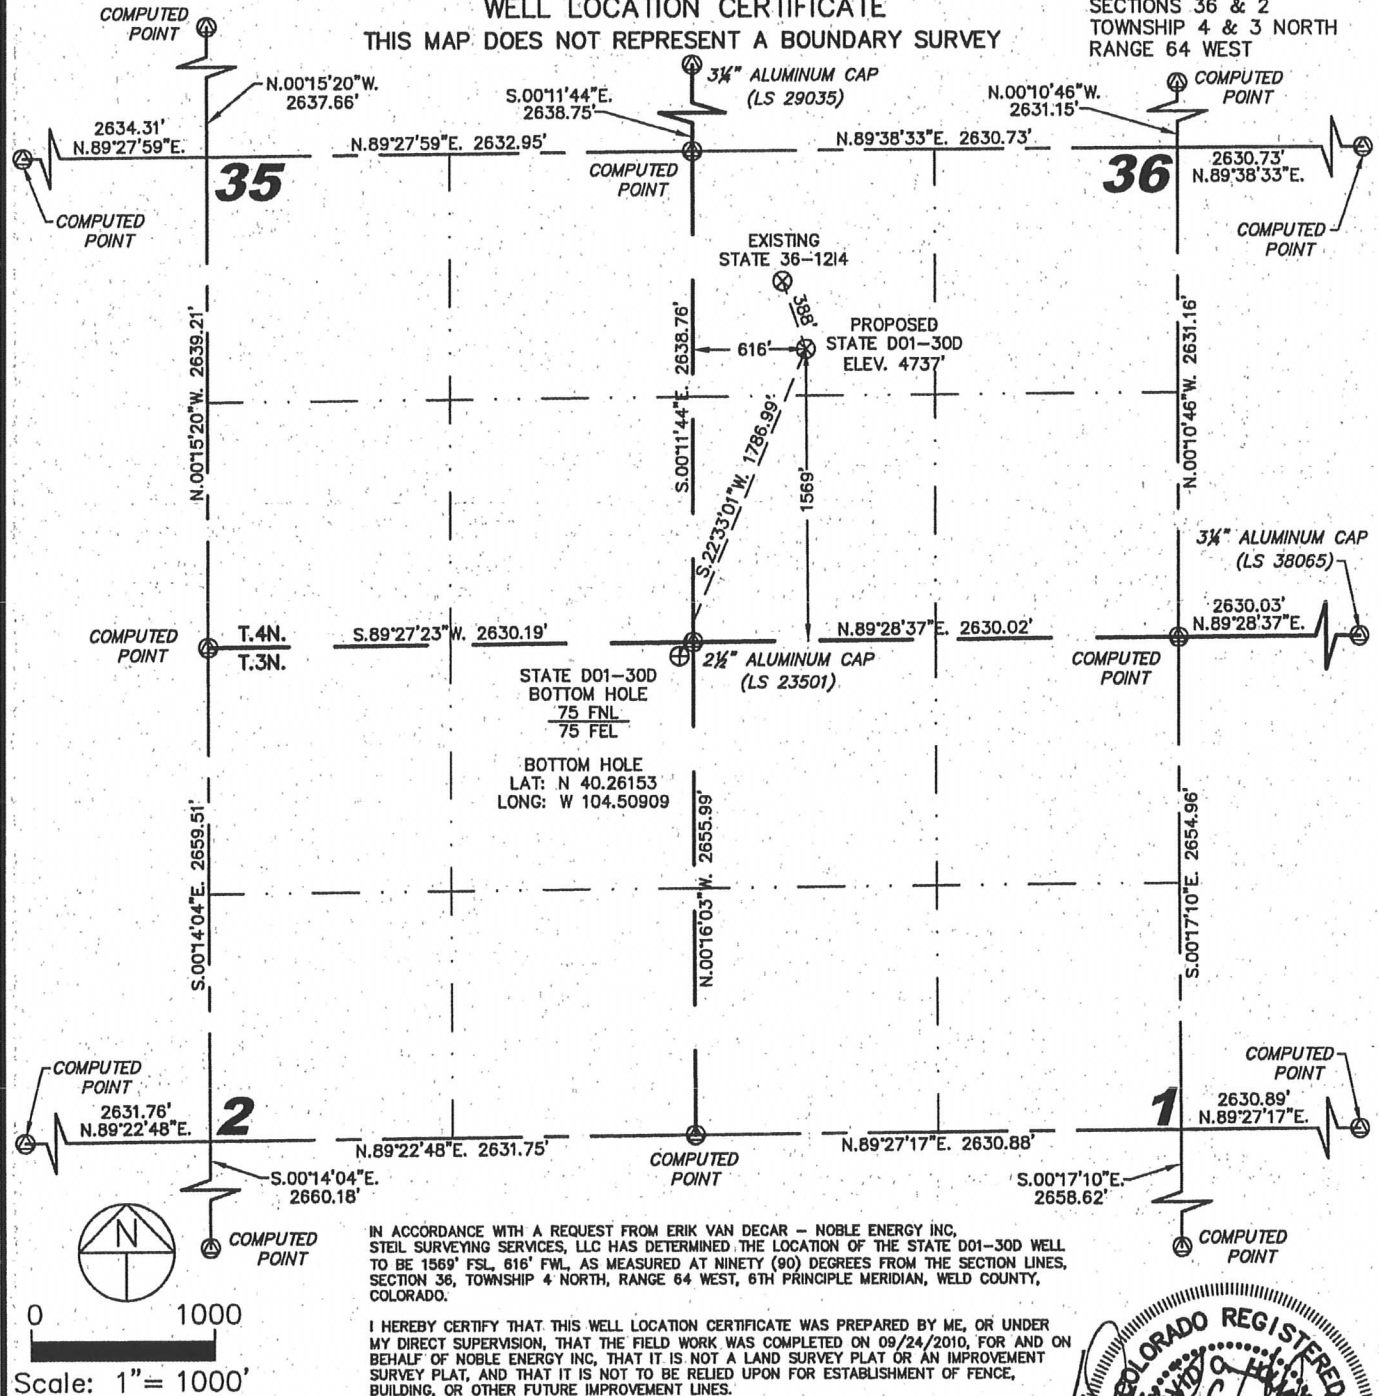 WELL LOCATION CERTIFICATE
THIS MAP DOES NOT REPRESENT A BOUNDARY SURVEY
SECTIONS 36 & 2
TOWNSHIP 4 & 3 NORTH
RANGE 64 WEST
COMPUTED
POINT
N.00°15'20"W.
2637.66'
3¼" ALUMINUM CAP
(LS 29035)
S.00°11'44"E.
2638.75'
N.00°10'46"W.
2631.15'
COMPUTED
POINT
2634.31'
N.89°27'59"E.
N.89°27'59"E. 2632.95'
N.89°38'33"E. 2630.73'
2630.73'
N.89°38'33"E.
35
COMPUTED
POINT
36
COMPUTED
POINT
COMPUTED
POINT
EXISTING
STATE 36-1214
388'
PROPOSED
STATE D01-30D
ELEV. 4737'
616'
N.00°15'20"W. 2639.21'
S.00°11'44"E. 2638.76'
N.00°10'46"W. 2631.16'
S.22°33'01"W. 1786.99'
1569'
3¼" ALUMINUM CAP
(LS 38065)
2630.03'
N.89°28'37"E.
COMPUTED
POINT
T.4N.
T.3N.
S.89°27'23"W. 2630.19'
N.89°28'37"E. 2630.02'
COMPUTED
POINT
2½" ALUMINUM CAP
(LS 23501)
STATE D01-30D
BOTTOM HOLE
75 FNL
75 FEL
BOTTOM HOLE
LAT: N 40.26153
LONG: W 104.50909
S.00°14'04"E. 2659.51'
N.00°16'03"W. 2655.99'
S.00°17'10"E. 2654.96'
COMPUTED
POINT
2631.76'
N.89°22'48"E.
2
1
COMPUTED
POINT
2630.89'
N.89°27'17"E.
N.89°22'48"E. 2631.75'
N.89°27'17"E. 2630.88'
COMPUTED
POINT
S.00°14'04"E.
2660.18'
S.00°17'10"E.
2658.62'
COMPUTED
POINT
COMPUTED
POINT
N
IN ACCORDANCE WITH A REQUEST FROM ERIK VAN DECAR – NOBLE ENERGY INC,
STEIL SURVEYING SERVICES, LLC HAS DETERMINED THE LOCATION OF THE STATE D01-30D WELL
TO BE 1569' FSL, 616' FWL, AS MEASURED AT NINETY (90) DEGREES FROM THE SECTION LINES,
SECTION 36, TOWNSHIP 4 NORTH, RANGE 64 WEST, 6TH PRINCIPLE MERIDIAN, WELD COUNTY,
COLORADO.
0 1000
Scale: 1"= 1000'
I HEREBY CERTIFY THAT THIS WELL LOCATION CERTIFICATE WAS PREPARED BY ME, OR UNDER
MY DIRECT SUPERVISION, THAT THE FIELD WORK WAS COMPLETED ON 09/24/2010, FOR AND ON
BEHALF OF NOBLE ENERGY INC, THAT IT IS NOT A LAND SURVEY PLAT OR AN IMPROVEMENT
SURVEY PLAT, AND THAT IT IS NOT TO BE RELIED UPON FOR ESTABLISHMENT OF FENCE,
BUILDING, OR OTHER FUTURE IMPROVEMENT LINES.
COLORADO REGISTERED